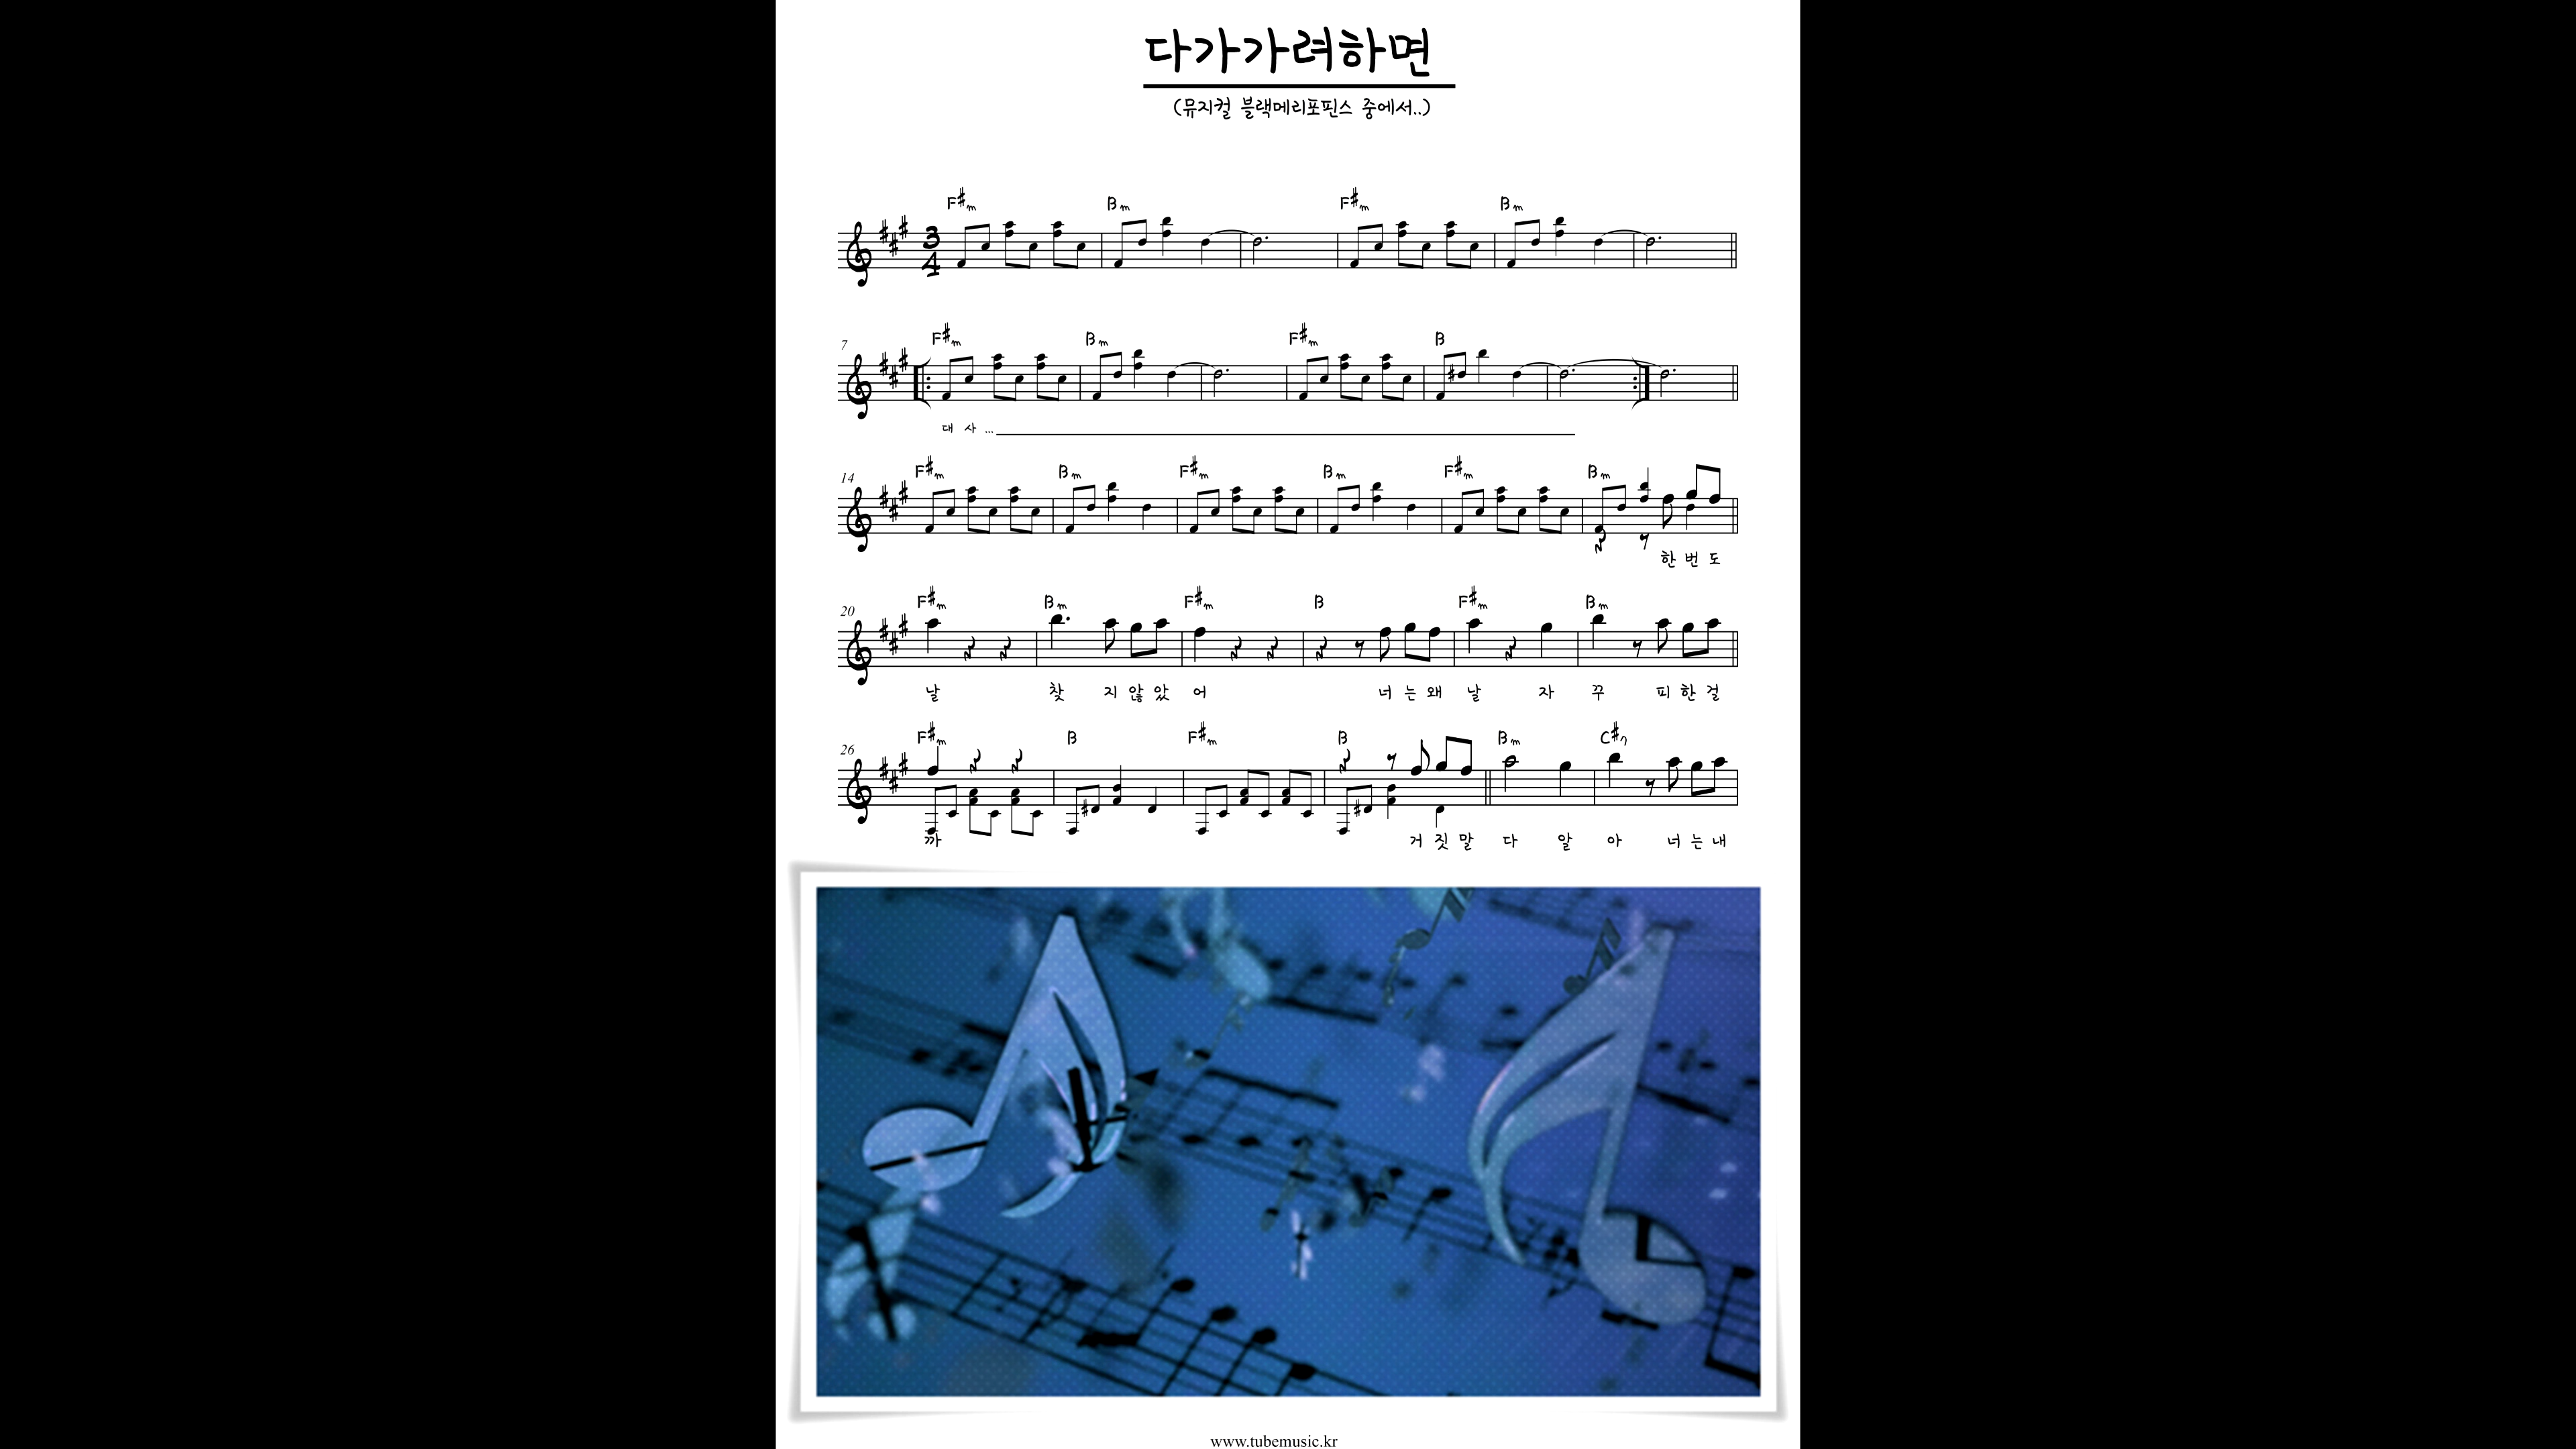 다가가려하면
(뮤지컬 블랙메리포핀스 중에서..)
F#m Bm F#m Bm
3
4
7
F#m Bm F#m B
대 사 ...
14
F#m Bm F#m Bm F#m Bm
한 번 도
20
F#m Bm F#m B F#m Bm
날 찾 지 않 았 어 너 는 왜 날 자 꾸 피 한 걸
26
F#m B F#m B Bm C#7
까 거 짓 말 다 알 아 너 는 내
www.tubemusic.kr